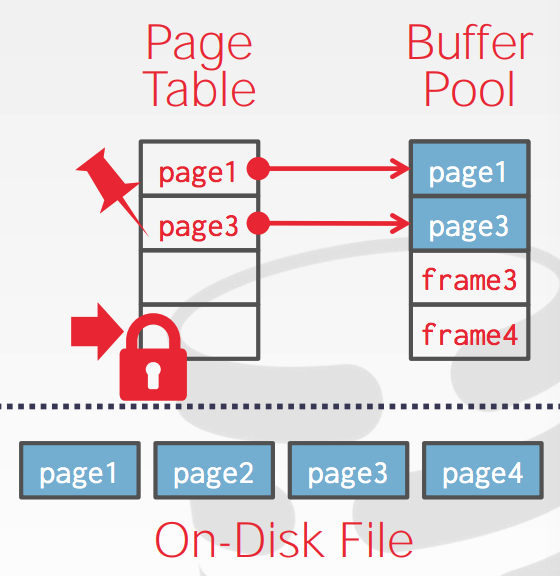 Page
Table
Buffer
Pool
page1
page3
page1
page3
frame3
frame4
page1 page2 page3 page4
On-Disk File